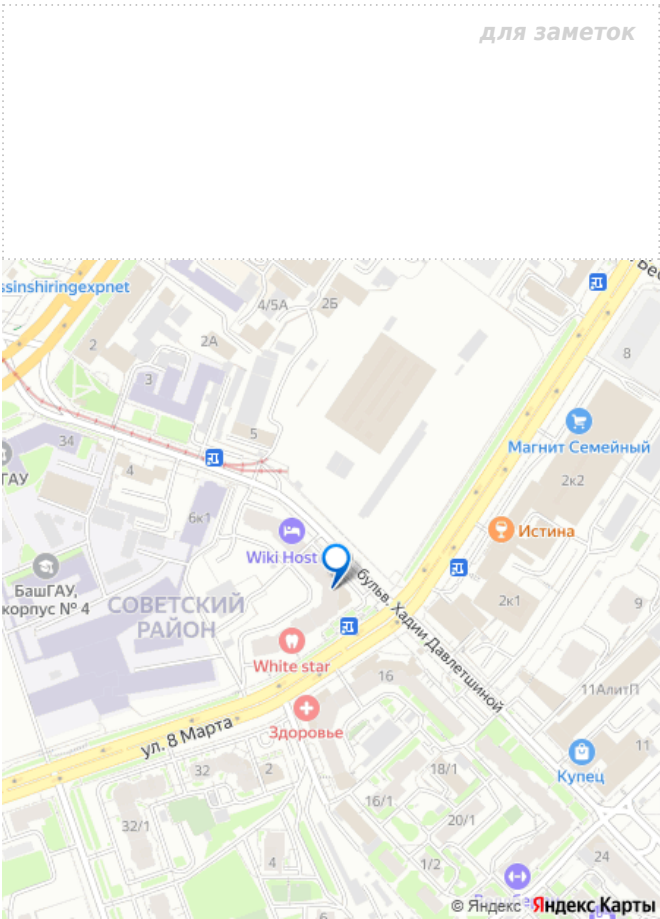 для заметок
ssinshiringexpnet
4/5А
2Б
2
2А
8
3
34
5
Магнит Семейный
4
ГАУ
2к2
6к1
Истина
Wiki Host
БашГАУ,
корпус № 4
СОВЕТСКИЙ
РАЙОН
бульв. Хадии Давлетшиной
2к1
9
White star
16
11АлитП
Здоровье
ул. 8 Марта
11
32
2
18/1
Купец
16/1
32/1
20/1
4
1/2
24
© Яндекс Яндекс Карты